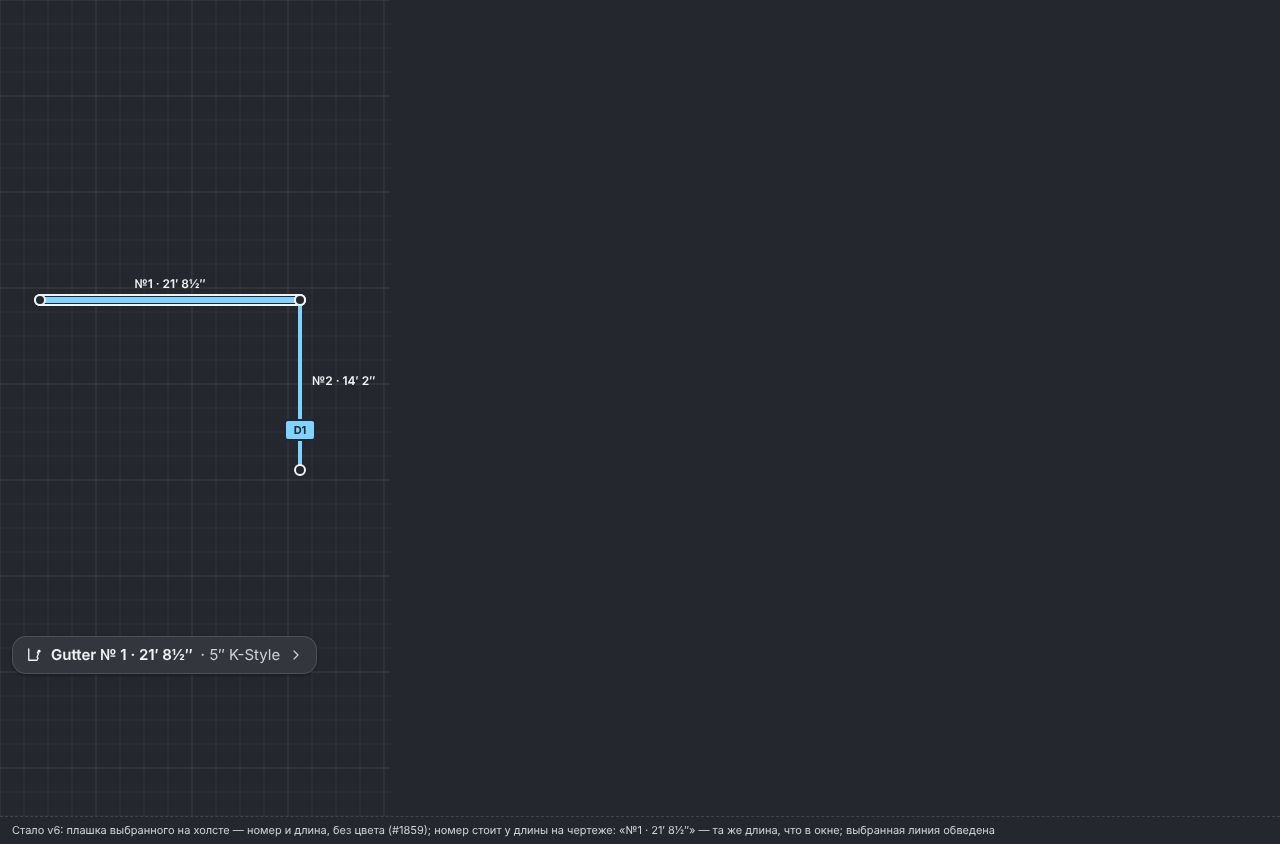 №1 · 21′ 8½″
№2 · 14′ 2″
D1
Gutter № 1 · 21′ 8½″ · 5″ K-Style
Стало v6: плашка выбранного на холсте — номер и длина, без цвета (#1859); номер стоит у длины на чертеже: «№1 · 21′ 8½″» — та же длина, что в окне; выбранная линия обведена